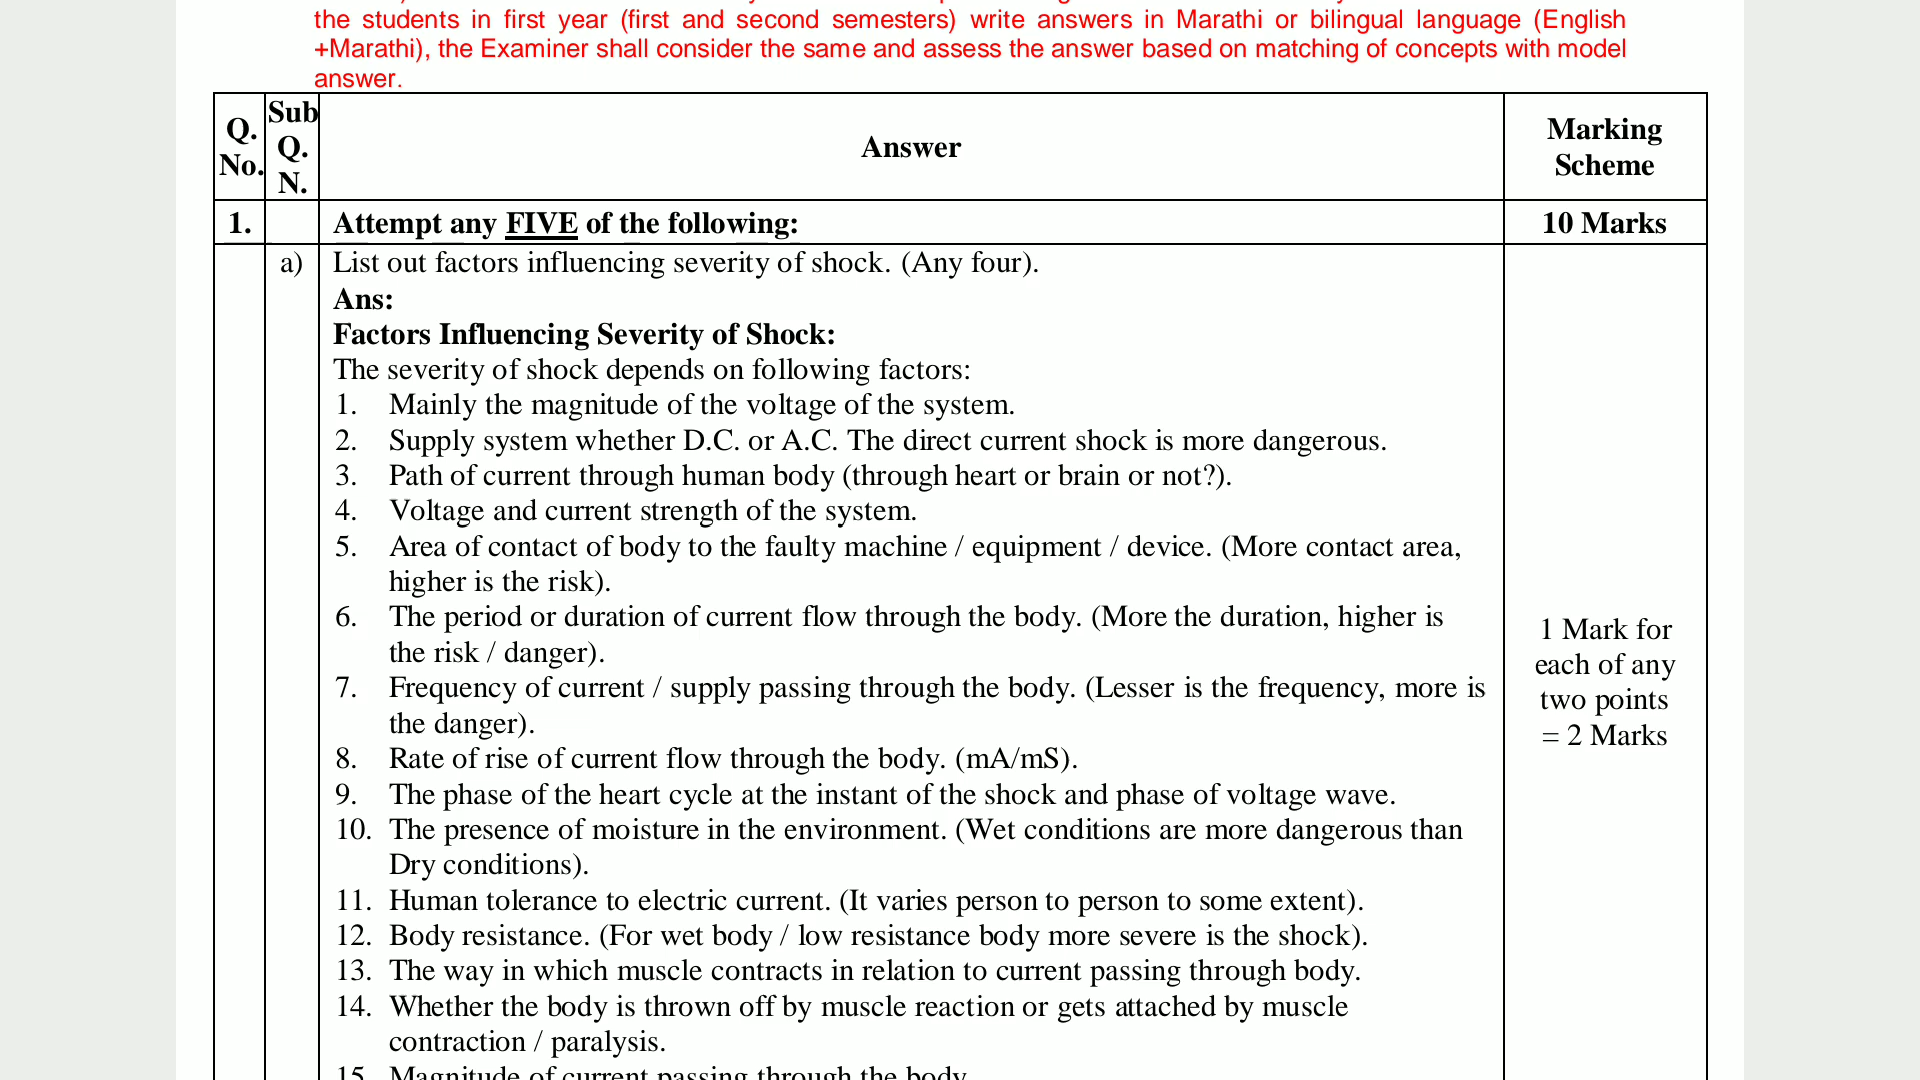 the students in first year (first and second semesters) write answers in Marathi or bilingual language (English
+Marathi), the Examiner shall consider the same and assess the answer based on matching of concepts with model
answer.
Q.
No.
Sub
Q.
N.
Answer
Marking
Scheme
1.
Attempt any FIVE of the following:
10 Marks
a)
List out factors influencing severity of shock. (Any four).
Ans:
Factors Influencing Severity of Shock:
The severity of shock depends on following factors:
1. Mainly the magnitude of the voltage of the system.
2. Supply system whether D.C. or A.C. The direct current shock is more dangerous.
3. Path of current through human body (through heart or brain or not?).
4. Voltage and current strength of the system.
5. Area of contact of body to the faulty machine / equipment / device. (More contact area,
higher is the risk).
6. The period or duration of current flow through the body. (More the duration, higher is
the risk / danger).
7. Frequency of current / supply passing through the body. (Lesser is the frequency, more is
the danger).
8. Rate of rise of current flow through the body. (mA/mS).
9. The phase of the heart cycle at the instant of the shock and phase of voltage wave.
10. The presence of moisture in the environment. (Wet conditions are more dangerous than
Dry conditions).
11. Human tolerance to electric current. (It varies person to person to some extent).
12. Body resistance. (For wet body / low resistance body more severe is the shock).
13. The way in which muscle contracts in relation to current passing through body.
14. Whether the body is thrown off by muscle reaction or gets attached by muscle
contraction / paralysis.
15. Magnitude of current passing through the body.
1 Mark for
each of any
two points
= 2 Marks